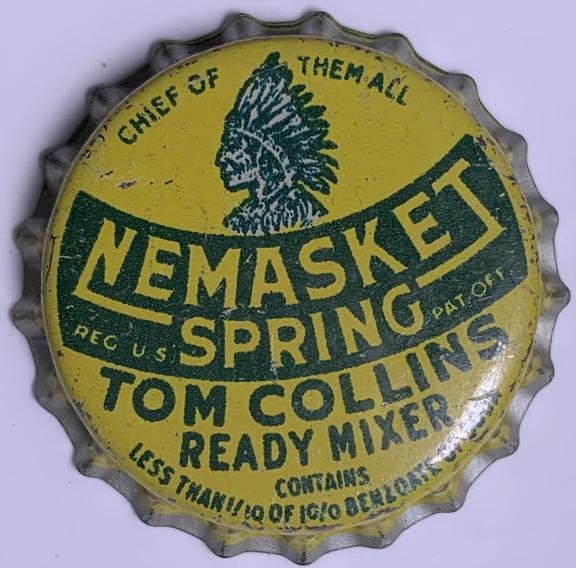 CHIEF OF THEM ALL
NEMASKET
SPRING
REG U.S. PAT. OFF.
TOM COLLINS
READY MIXER
CONTAINS
LESS THAN 1/10 OF 1% BENZOATE OF